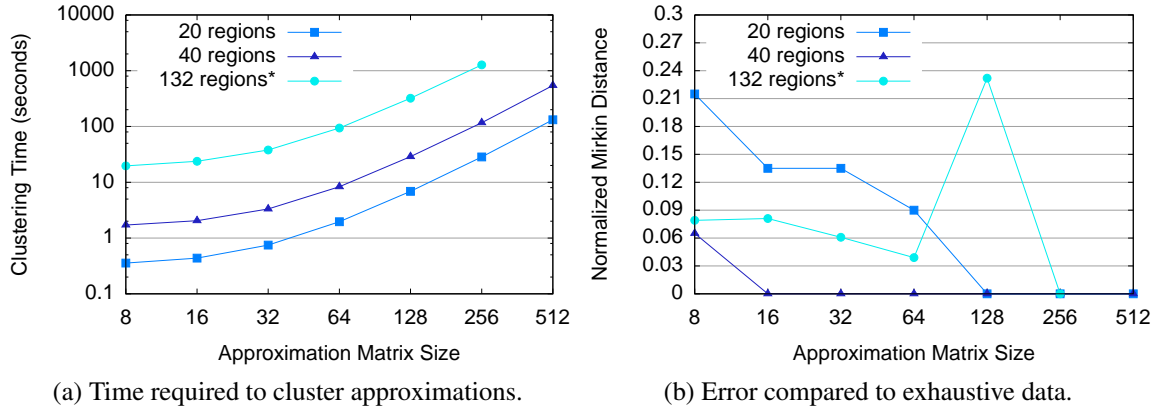 20 regions
40 regions
132 regions*
Clustering Time (seconds)
10000
1000
100
10
1
0.1
8 16 32 64 128 256 512
Approximation Matrix Size
(a) Time required to cluster approximations.
20 regions
40 regions
132 regions*
Normalized Mirkin Distance
0.3
0.27
0.24
0.21
0.18
0.15
0.12
0.09
0.06
0.03
0
8 16 32 64 128 256 512
Approximation Matrix Size
(b) Error compared to exhaustive data.